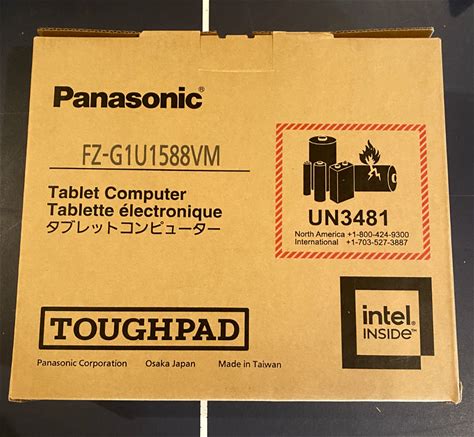 Panasonic
FZ-G1U1588VM
Tablet Computer
Tablette électronique
タブレットコンピューター
UN3481
North America +1-800-424-9300
International +1-703-527-3887
TOUGHPAD
intel.
INSIDE™
Panasonic Corporation Osaka Japan Made in Taiwan